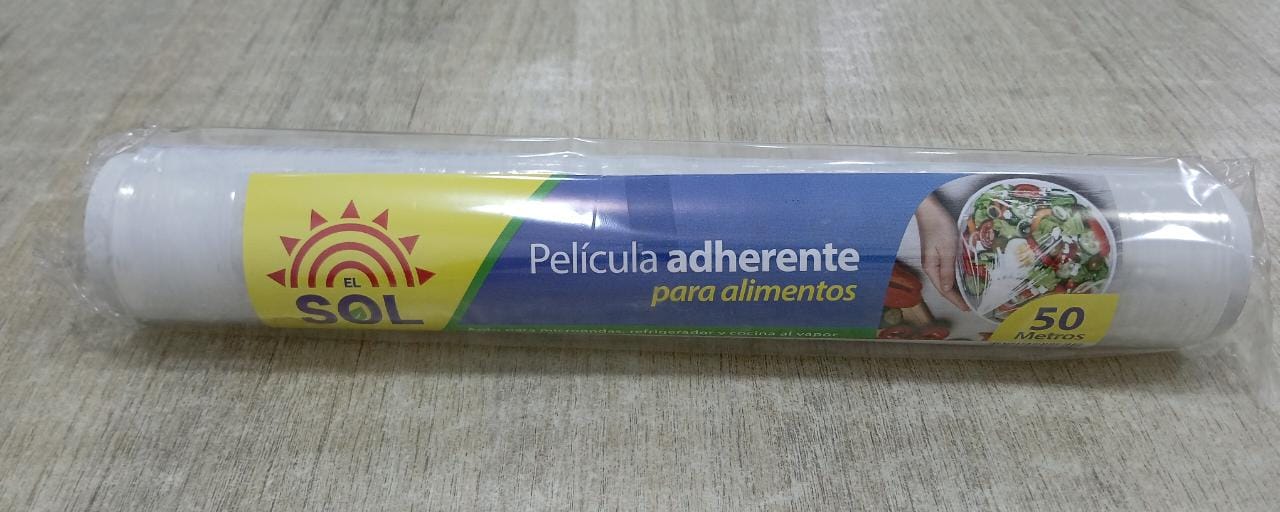 EL
SOL
Película adherente
para alimentos
para microondas, refrigerador y cocina al vapor
50
Metros